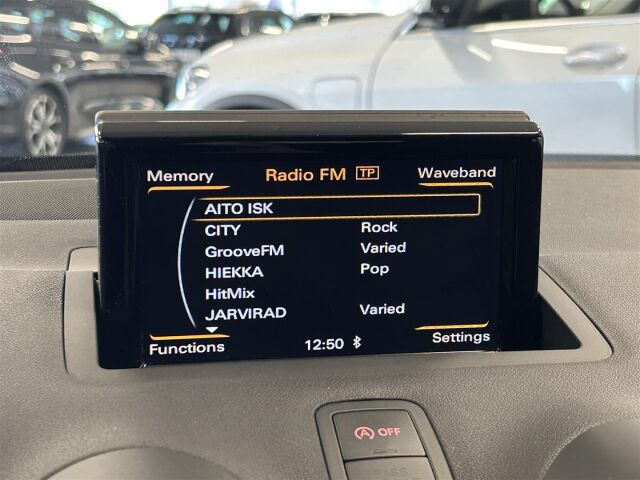 Memory Radio FM TP Waveband
AITO ISK
CITY Rock
GrooveFM Varied
HIEKKA Pop
HitMix
JARVIRAD Varied
Functions 12:50 Settings
A OFF